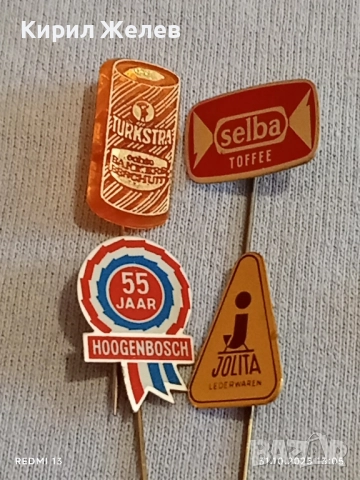 Кирил Желев
TURKSTRA
echte
BAKKERS
BESCHUIT
selba
TOFFEE
55
JAAR
HOOGENBOSCH
JOLITA
LEDERWAREN
REDMI 13